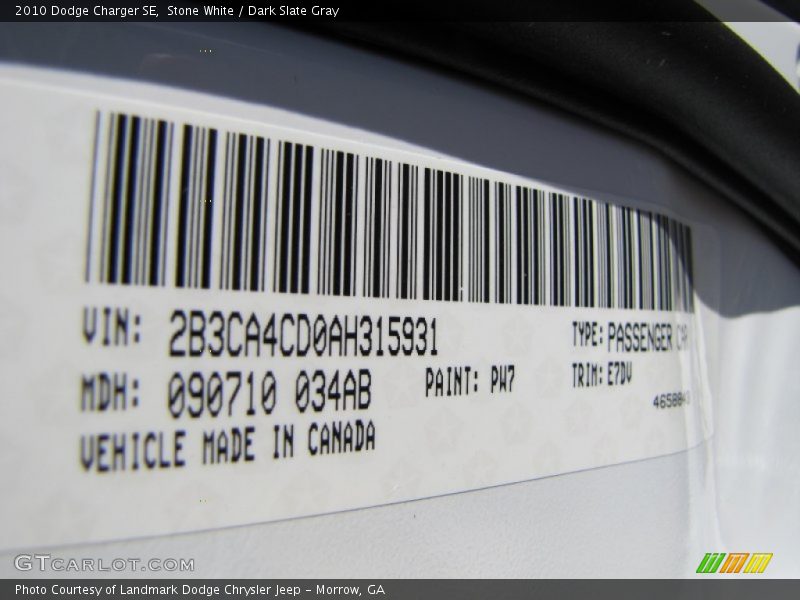 2010 Dodge Charger SE, Stone White / Dark Slate Gray
VIN: 2B3CA4CD0AH315931 TYPE: PASSENGER CAR
MDH: 090710 034AB PAINT: PW7 TRIM: E7DV
VEHICLE MADE IN CANADA
GTCARLOT.COM
Photo Courtesy of Landmark Dodge Chrysler Jeep – Morrow, GA